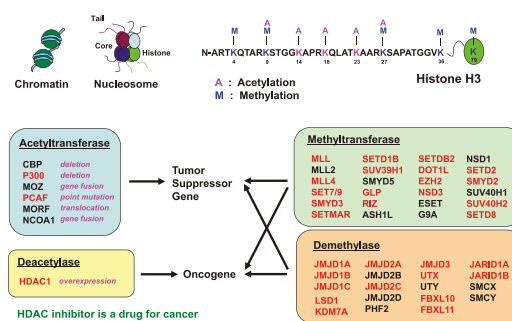 Tail
Core
Histone
Chromatin
Nucleosome
M A M A A A A M M M
N-ARTKQTARKSTGGKAPRKQLATKAARKSAPATGGVK K
4 9 14 18 23 27 36 79
A : Acetylation
M : Methylation
Histone H3
Acetyltransferase
CBP deletion
P300 deletion
MOZ gene fusion
PCAF point mutation
MORF translocation
NCOA1 gene fusion
Tumor
Suppressor
Gene
Methyltransferase
MLL SETD1B SETDB2 NSD1
MLL2 SUV39H1 DOT1L SETD2
MLL4 SMYD5 EZH2 SMYD2
SET7/9 GLP NSD3 SUV40H1
SMYD3 RIZ ESET SUV40H2
SETMAR ASH1L G9A SETD8
Deacetylase
HDAC1 overexpression
Oncogene
Demethylase
JMJD1A JMJD2A JMJD3 JARID1A
JMJD1B JMJD2B UTX JARID1B
JMJD1C JMJD2C UTY SMCX
LSD1 JMJD2D FBXL10 SMCY
KDM7A PHF2 FBXL11
HDAC inhibitor is a drug for cancer